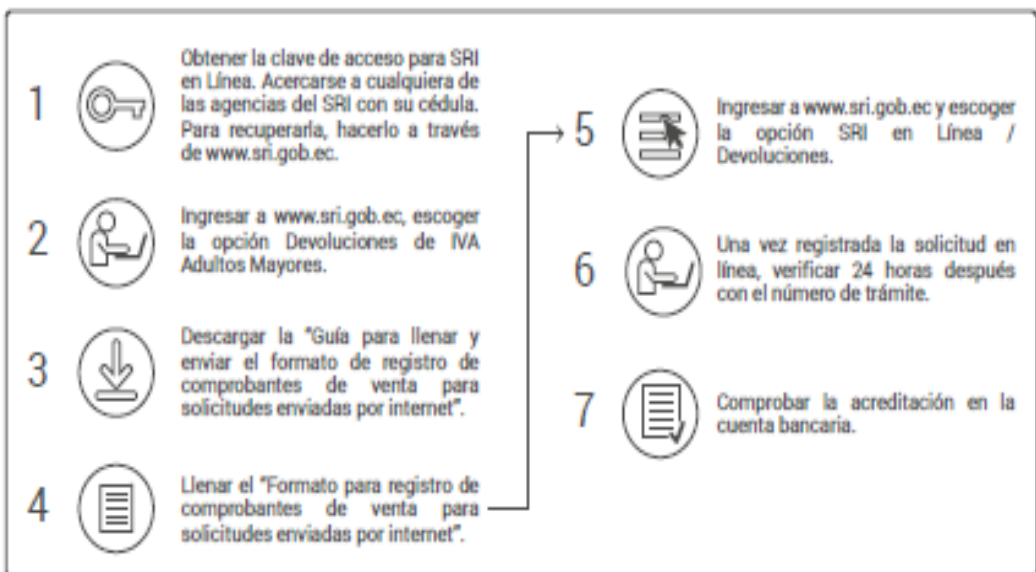 1
Obtener la clave de acceso para SRI
en Línea. Acercarse a cualquiera de
las agencias del SRI con su cédula.
Para recuperarla, hacerlo a través
de www.sri.gob.ec.
2
Ingresar a www.sri.gob.ec, escoger
la opción Devoluciones de IVA
Adultos Mayores.
3
Descargar la "Guía para llenar y
enviar el formato de registro de
comprobantes de venta para
solicitudes enviadas por internet".
4
Llenar el "Formato para registro de
comprobantes de venta para
solicitudes enviadas por internet".
5
Ingresar a www.sri.gob.ec y escoger
la opción SRI en Línea /
Devoluciones.
6
Una vez registrada la solicitud en
línea, verificar 24 horas después
con el número de trámite.
7
Comprobar la acreditación en la
cuenta bancaria.